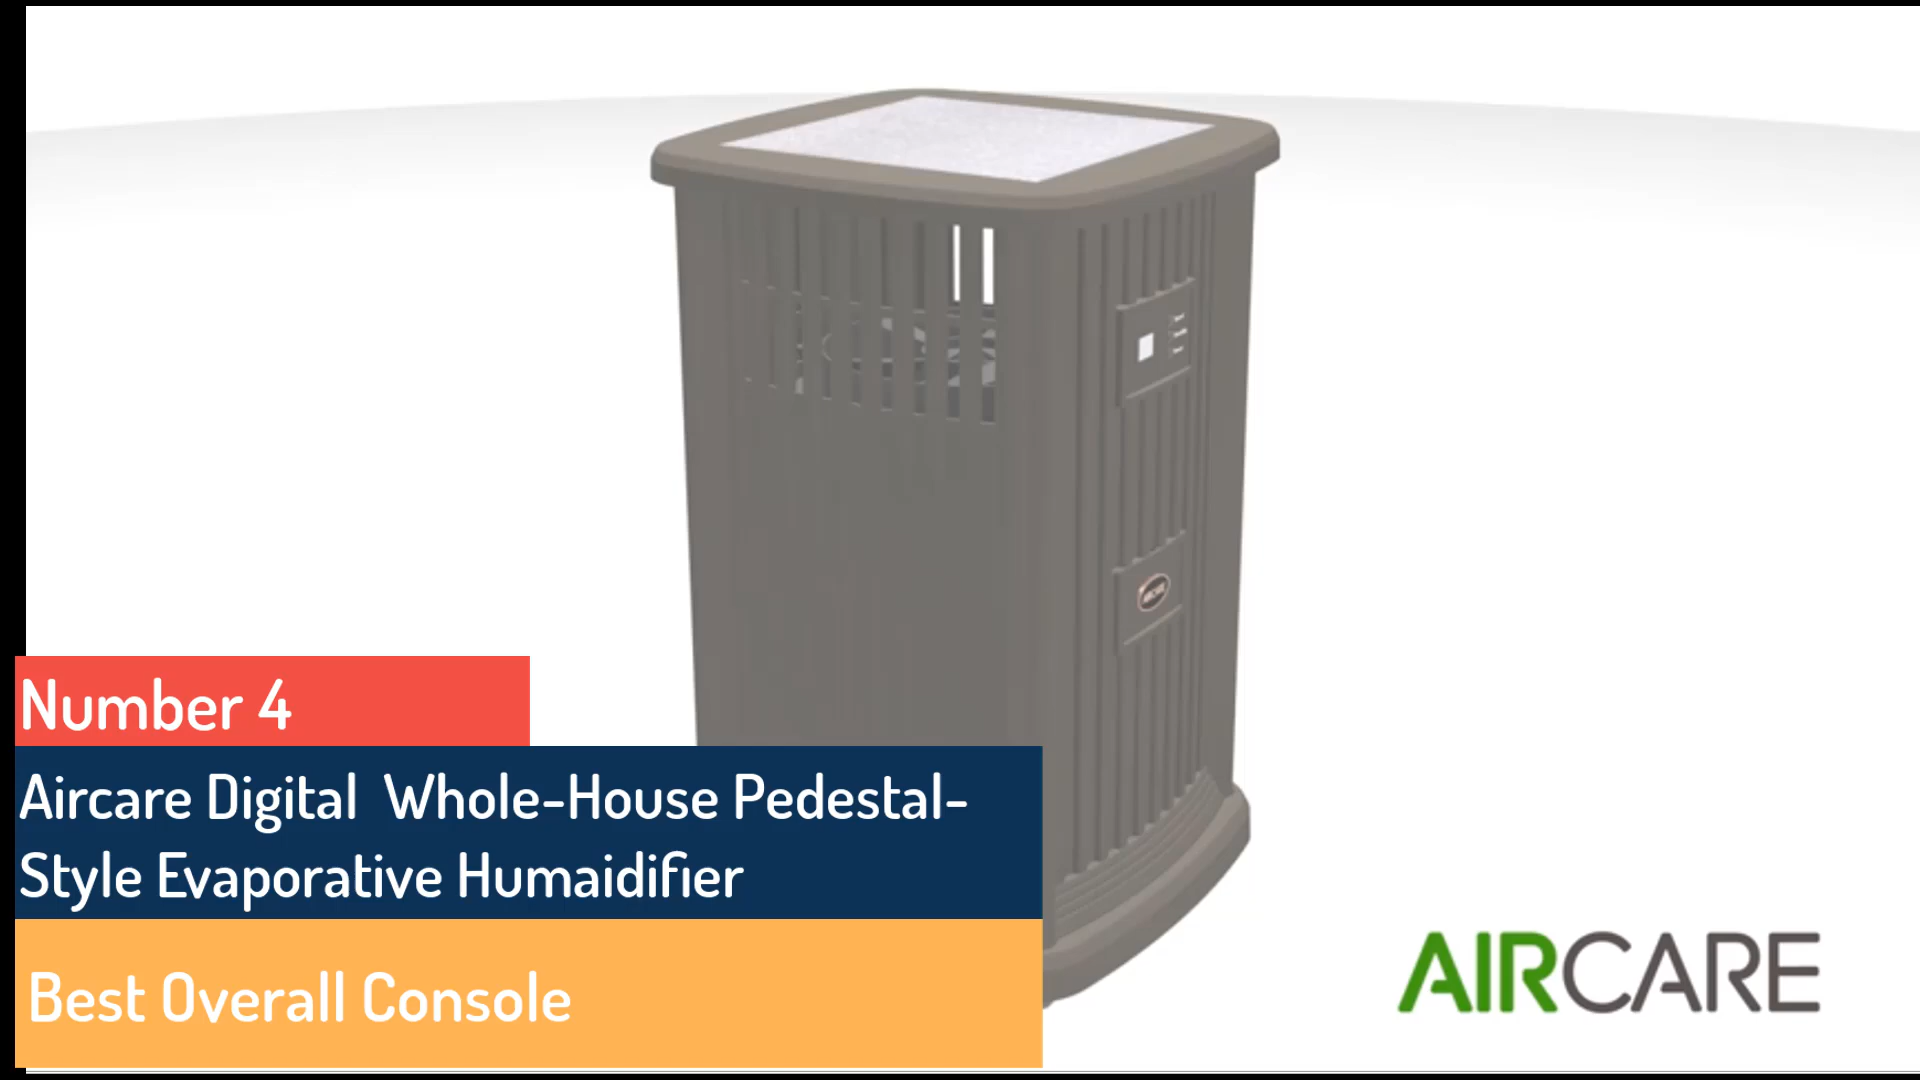 Number 4
Aircare Digital Whole-House Pedestal-
Style Evaporative Humaidifier
Best Overall Console
AIRCARE